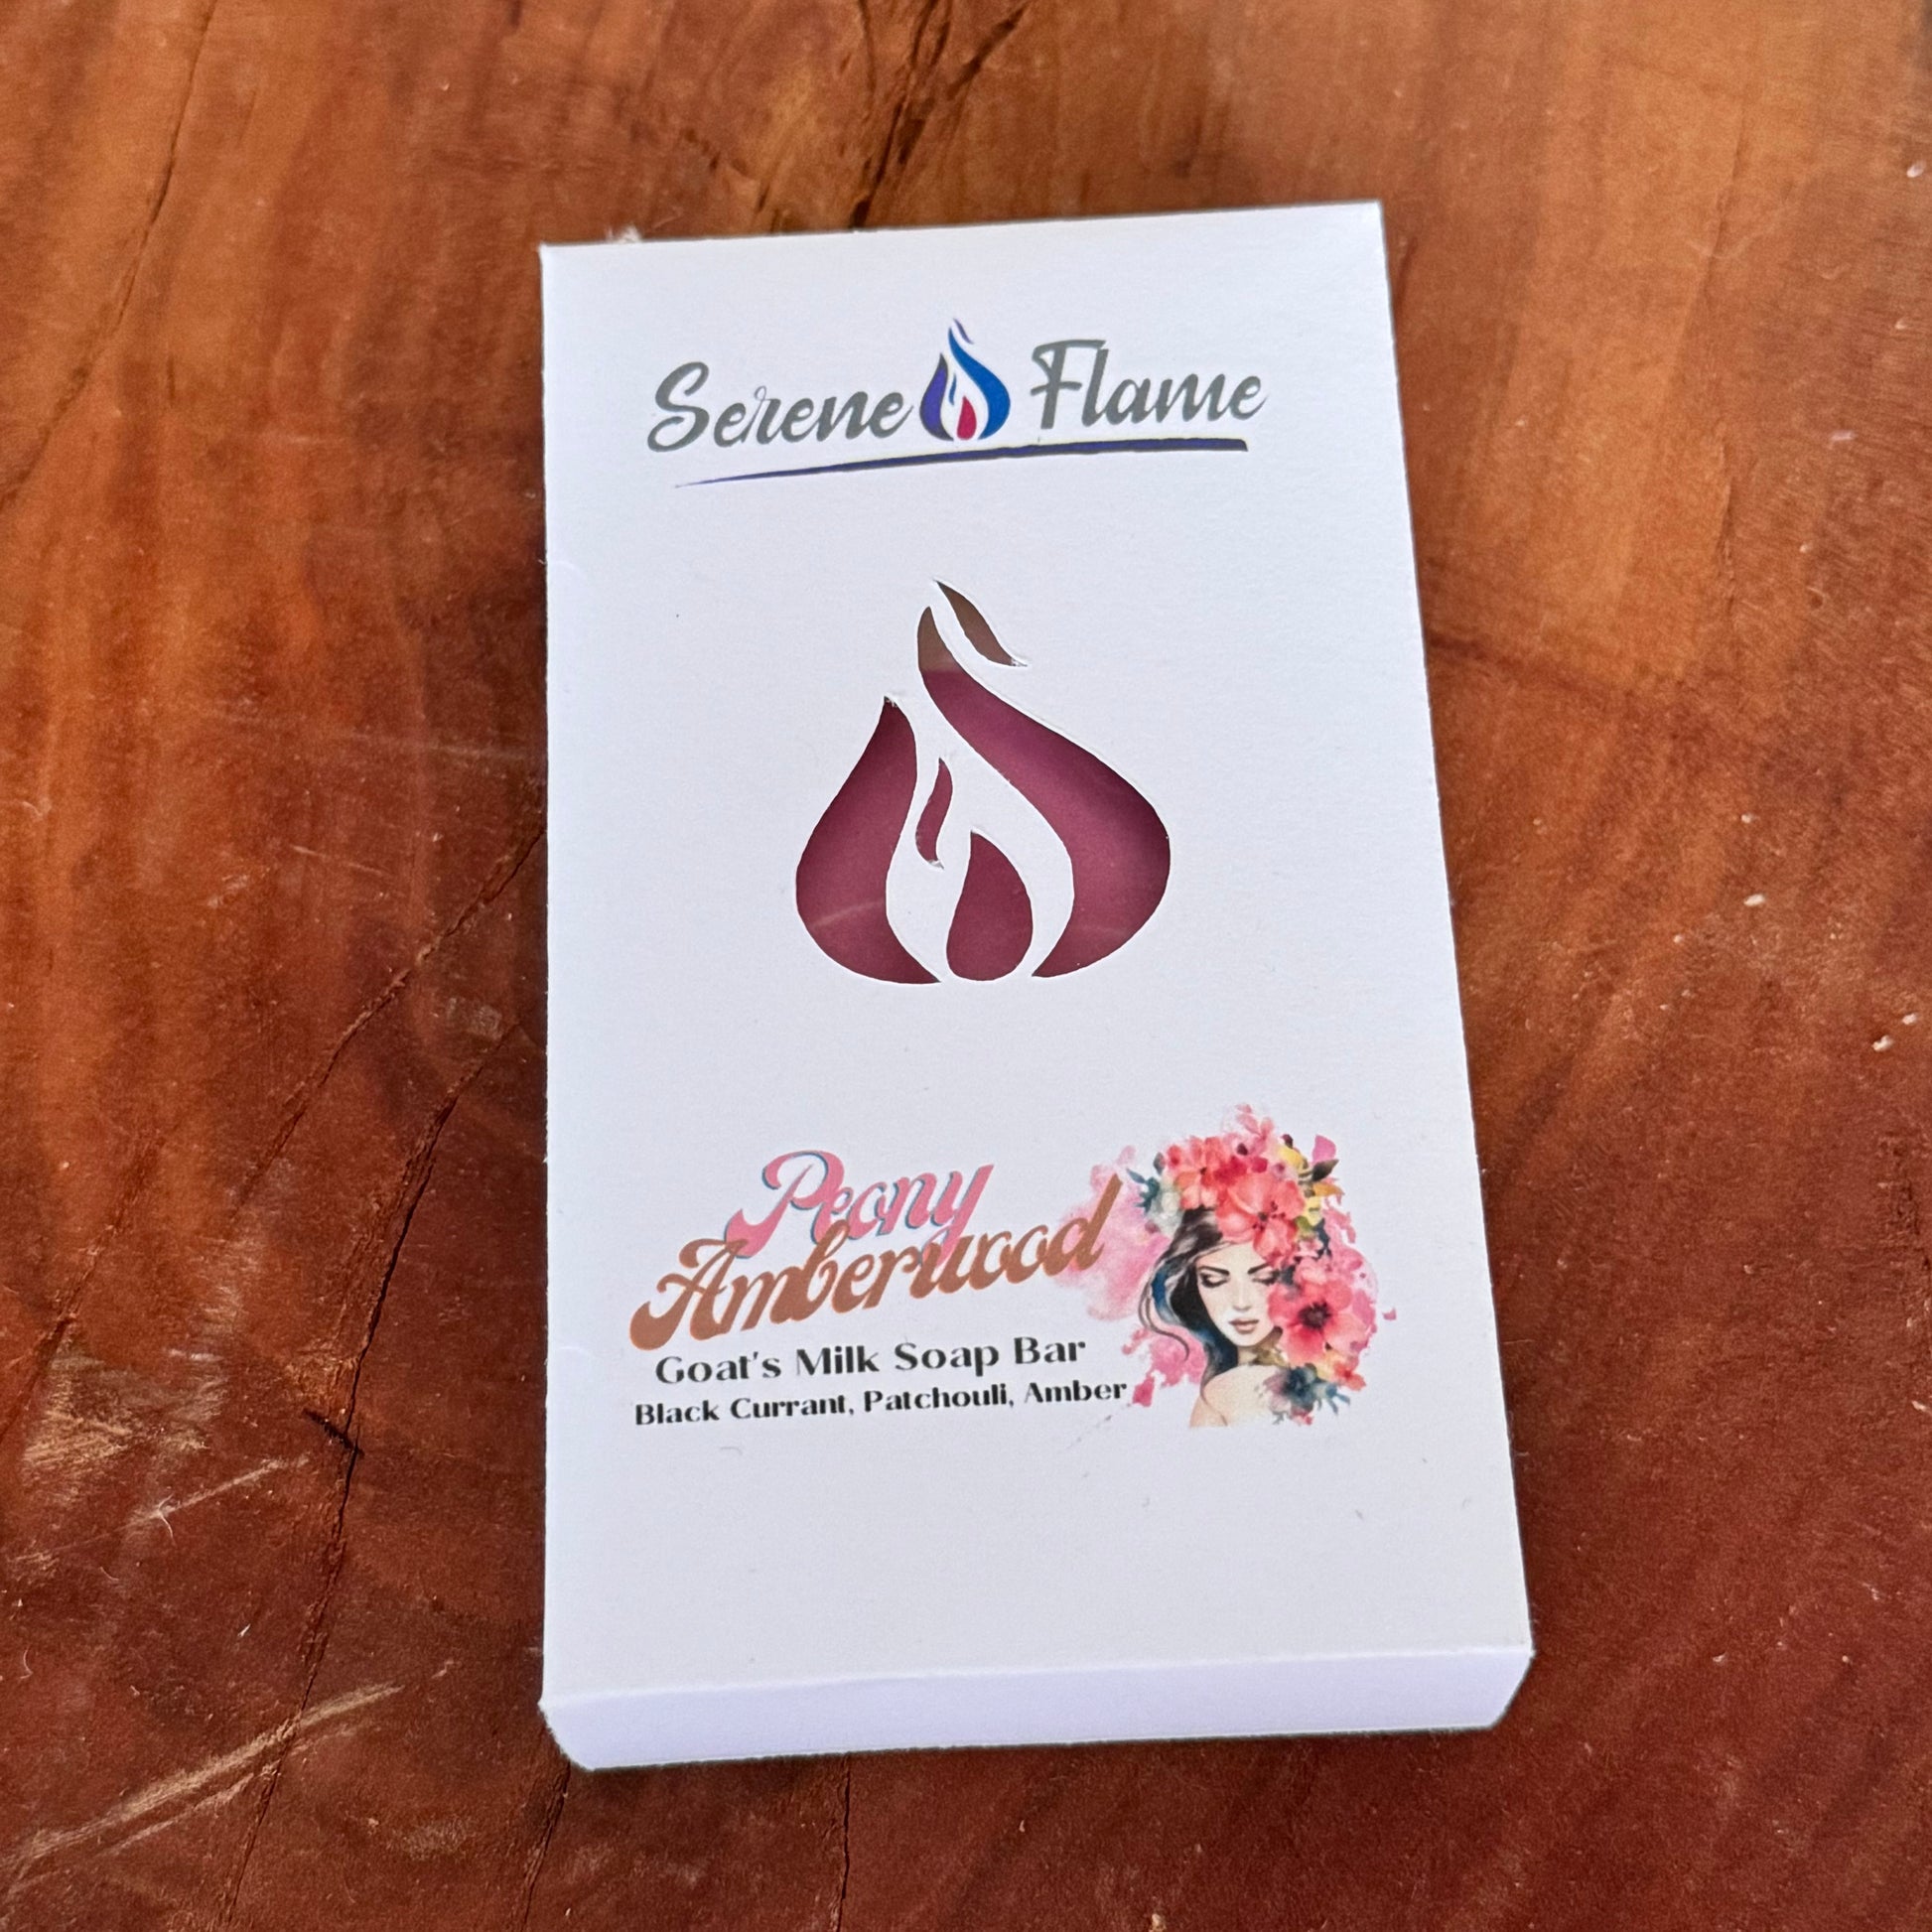 Serene Flame
Peony
Amberwood
Goat's Milk Soap Bar
Black Currant, Patchouli, Amber